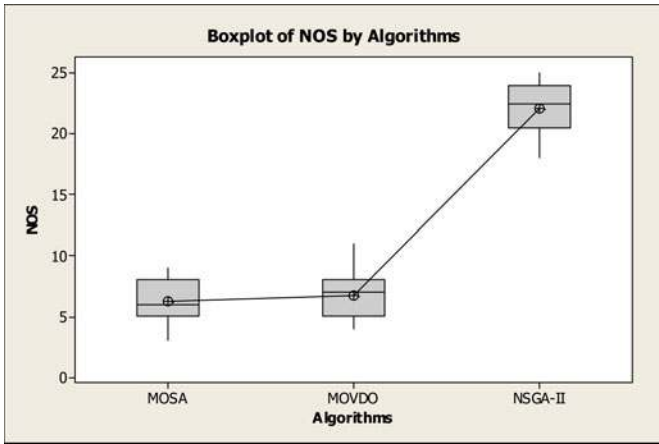 Boxplot of NOS by Algorithms
25
20
15
10
5
0
NOS
MOSA
MOVDO
NSGA-II
Algorithms